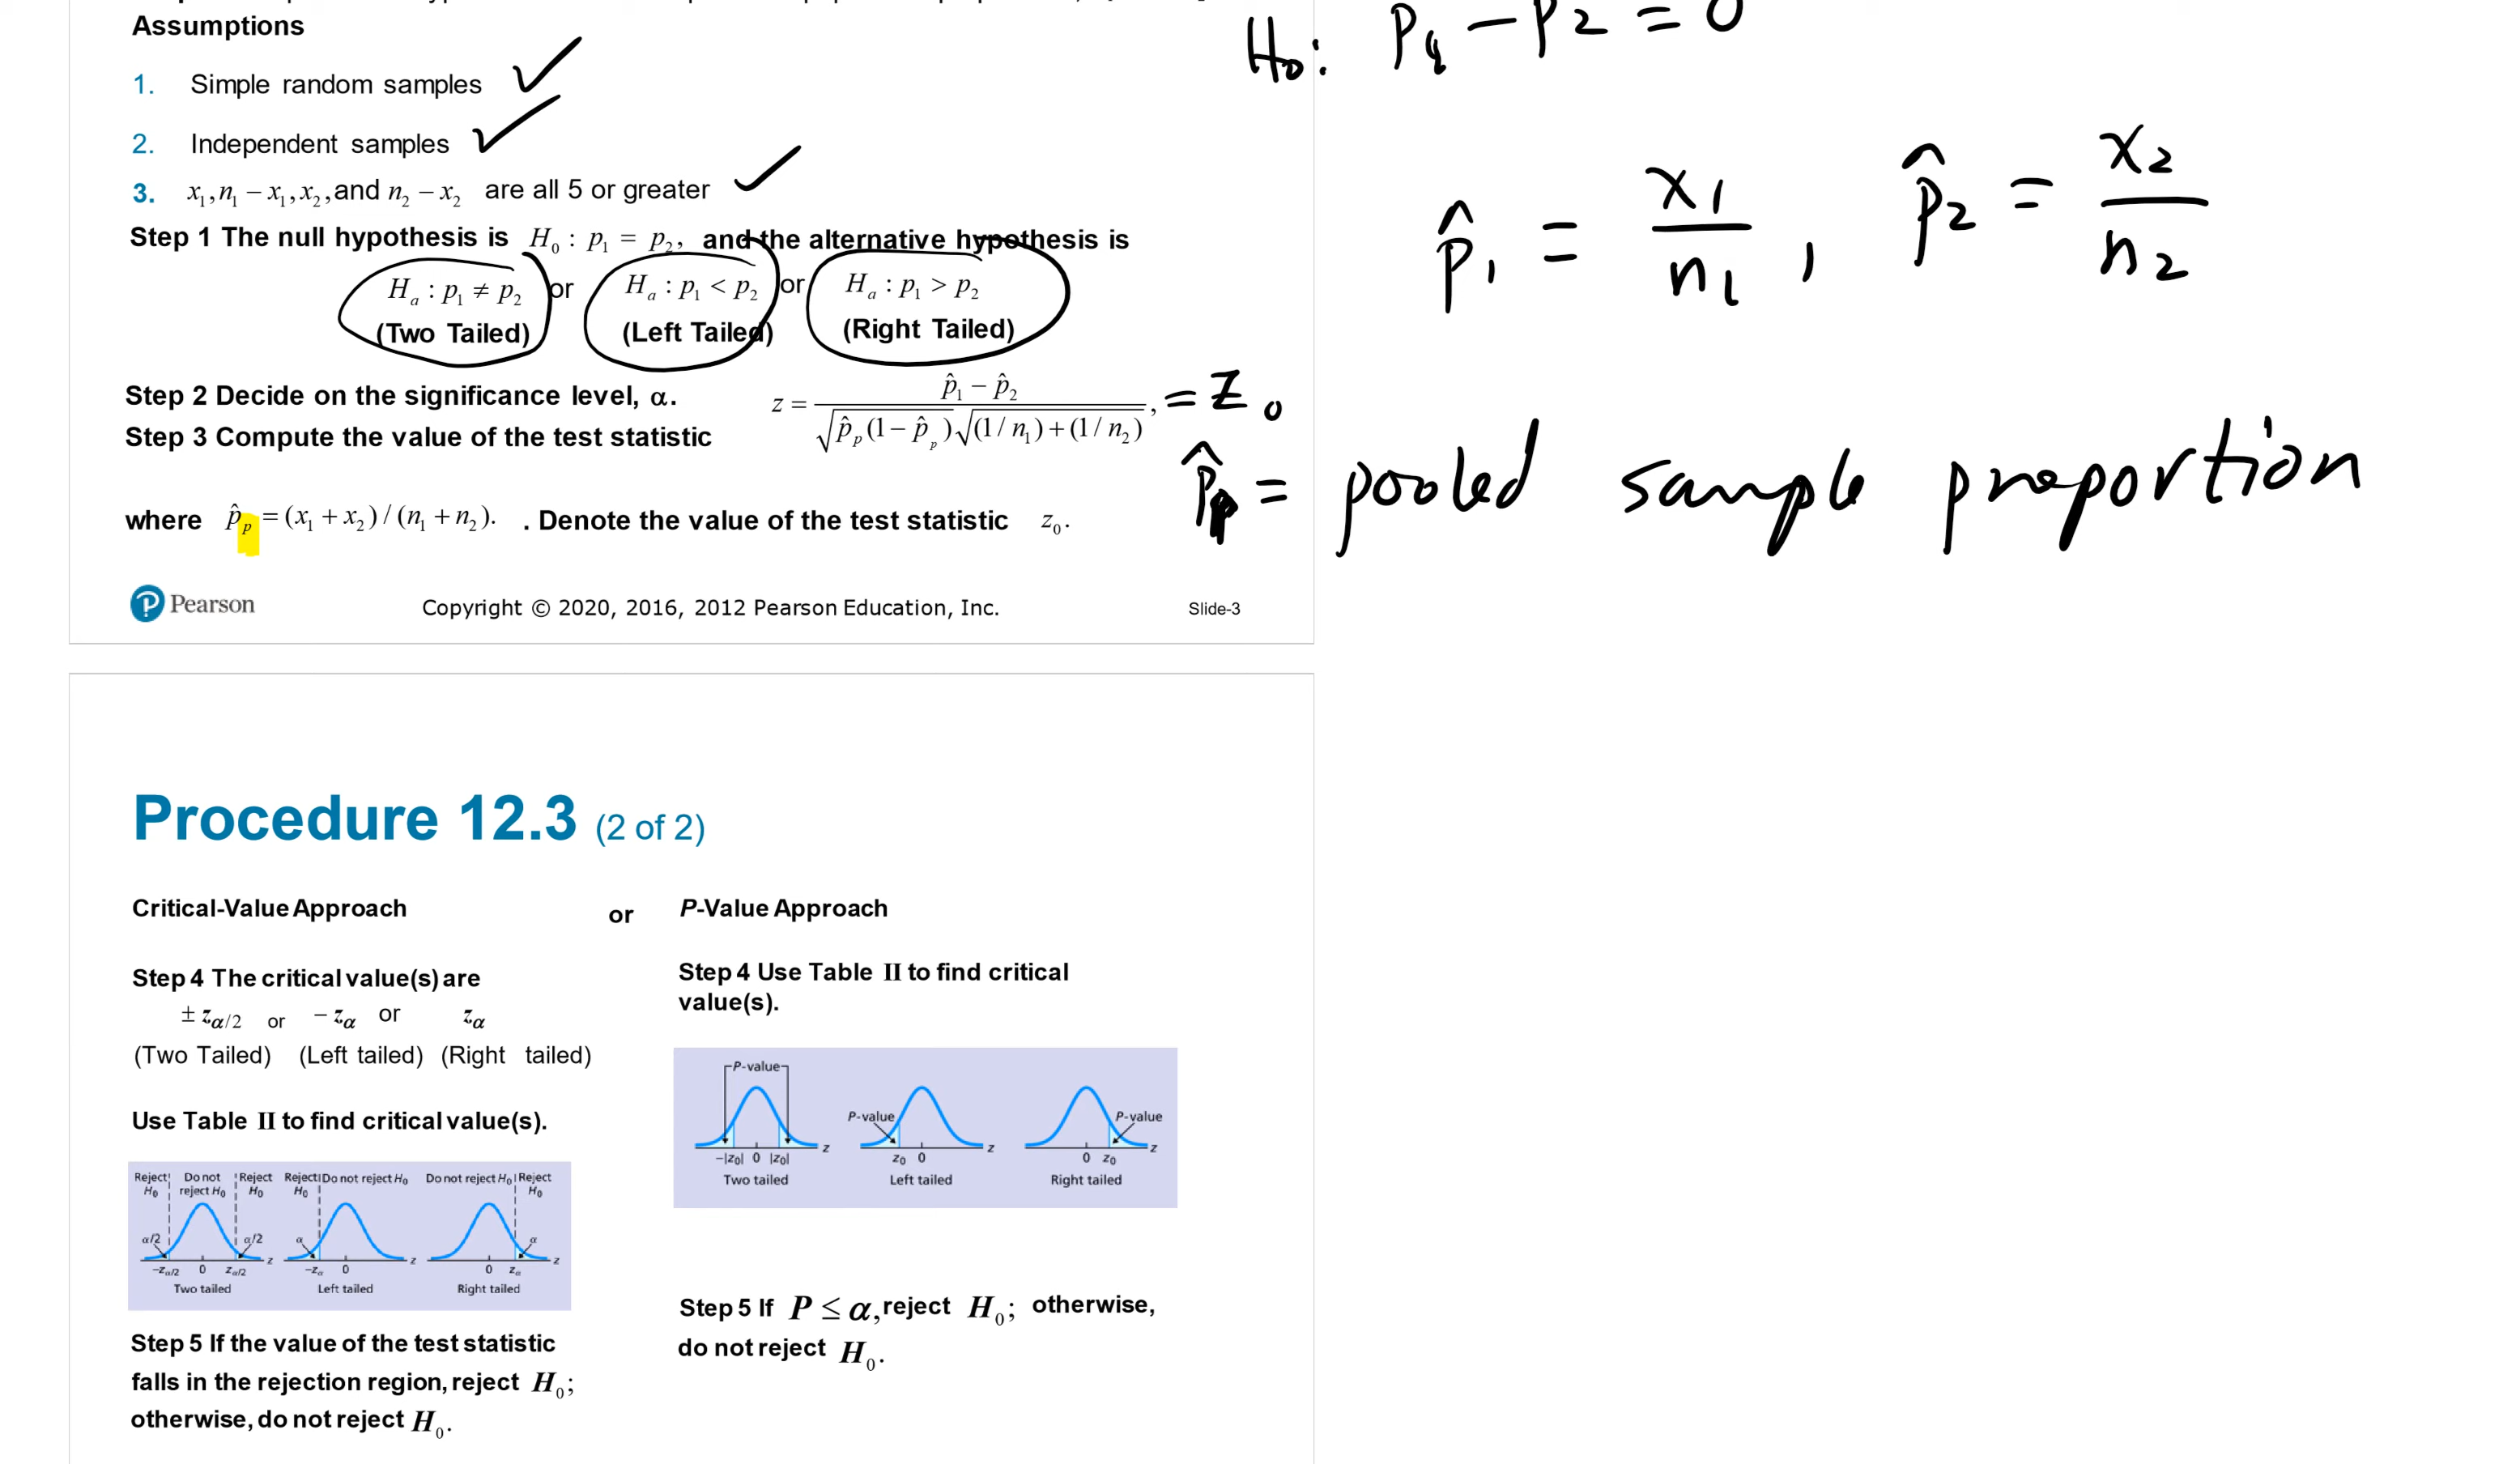 Assumptions
1. Simple random samples
2. Independent samples
3. x₁, n₁ − x₁, x₂, and n₂ − x₂ are all 5 or greater
Step 1 The null hypothesis is H₀ : p₁ = p₂, and the alternative hypothesis is
Hₐ : p₁ ≠ p₂ or Hₐ : p₁ < p₂ or Hₐ : p₁ > p₂
(Two Tailed) (Left Tailed) (Right Tailed)
Step 2 Decide on the significance level, α.
Step 3 Compute the value of the test statistic z = (p̂₁ − p̂₂) / (√(p̂ₚ(1 − p̂ₚ)) √((1 / n₁) + (1 / n₂))), = z₀
where p̂ₚ = (x₁ + x₂) / (n₁ + n₂). . Denote the value of the test statistic z₀.
Pearson Copyright © 2020, 2016, 2012 Pearson Education, Inc. Slide-3
H₀: p₁ − p₂ = 0
p̂₁ = x₁ / n₁ , p̂₂ = x₂ / n₂
p̂ₚ = pooled sample proportion
Procedure 12.3 (2 of 2)
Critical-Value Approach or P-Value Approach
Step 4 The critical value(s) are
± z_α/2 or − z_α or z_α
(Two Tailed) (Left tailed) (Right tailed)
Use Table II to find critical value(s).
Reject H₀ Do not reject H₀ Reject H₀ Reject H₀ Do not reject H₀ Do not reject H₀ Reject H₀
α/2 α/2 α α
−z_α/2 0 z_α/2 z −z_α 0 z 0 z_α z
Two tailed Left tailed Right tailed
Step 5 If the value of the test statistic
falls in the rejection region, reject H₀;
otherwise, do not reject H₀.
Step 4 Use Table II to find critical
value(s).
P-value P-value P-value
−|z₀| 0 |z₀| z z₀ 0 z 0 z₀ z
Two tailed Left tailed Right tailed
Step 5 If P ≤ α, reject H₀; otherwise,
do not reject H₀.